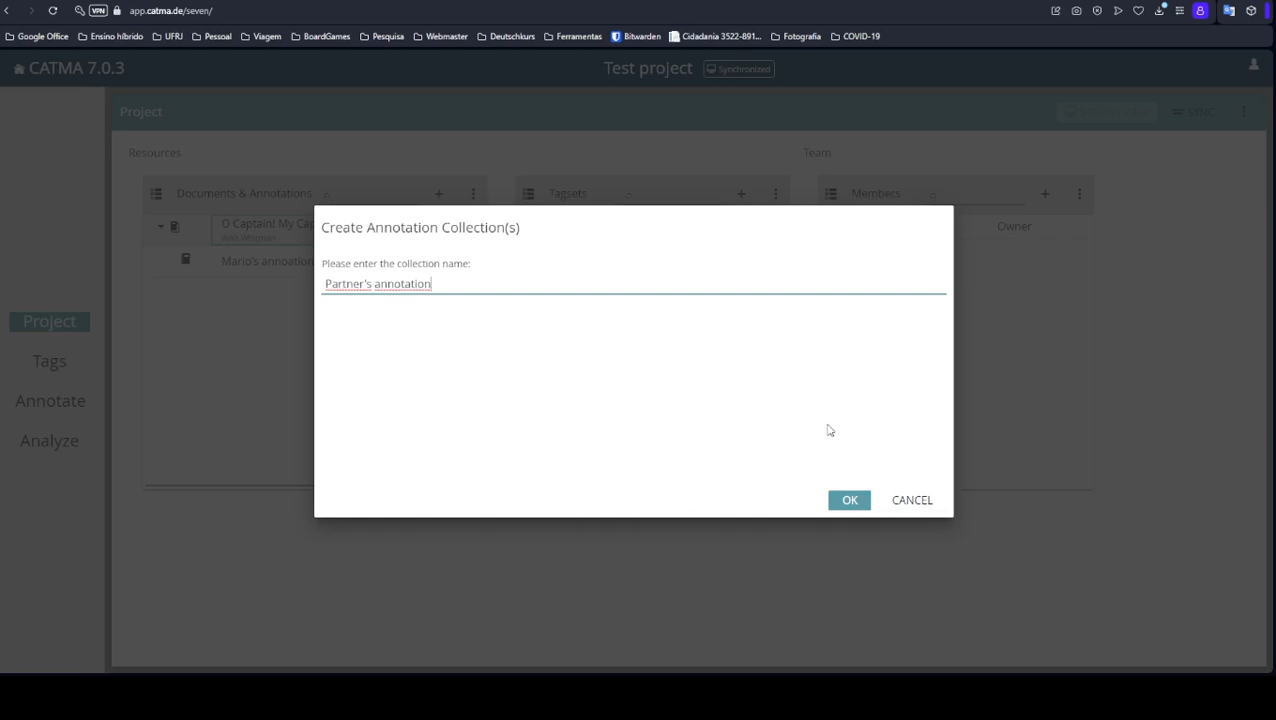 app.catma.de/seven/
VPN
Google Office Ensino híbrido UFRJ Pessoal Viagem BoardGames Pesquisa Webmaster Deutschkurs Ferramentas Bitwarden Cidadania 3522-891... Fotografia COVID-19
CATMA 7.0.3 Test project Synchronized
Project SYNC
Resources Team
Documents & Annotations Tagsets Members
O Captain! My Cap Owner
Mario's annoation
Create Annotation Collection(s)
Please enter the collection name:
Partner's annotation
OK CANCEL
Project
Tags
Annotate
Analyze